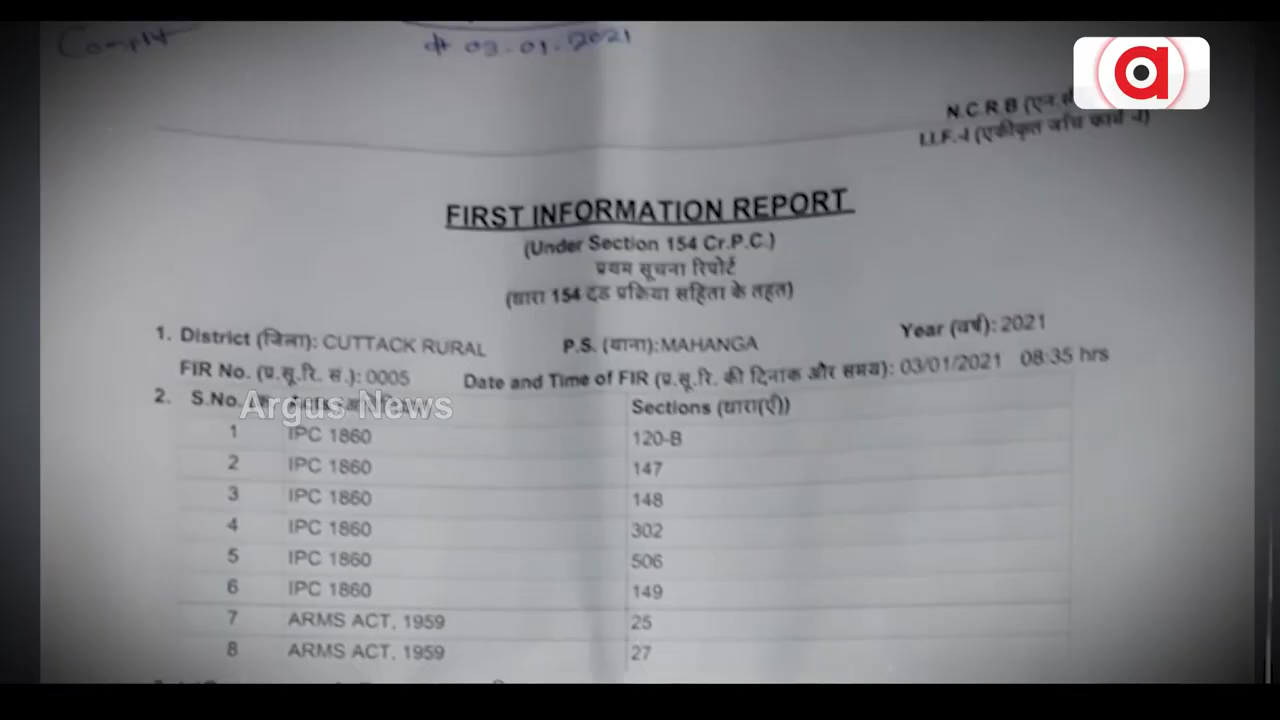 Complt
dt 03-01-2021
a
N.C.R.B (एन.सी
I.I.F.-I (एकीकृत जाँच फार्म -I)
FIRST INFORMATION REPORT
(Under Section 154 Cr.P.C.)
प्रथम सूचना रिपोर्ट
(धारा 154 दंड प्रक्रिया संहिता के तहत)
1. District (जिला): CUTTACK RURAL P.S. (थाना): MAHANGA Year (वर्ष): 2021
FIR No. (प्र.सू.रि. सं.): 0005 Date and Time of FIR (प्र.सू.रि. की दिनांक और समय): 03/01/2021 08:35 hrs
2. S.No. Sections (धारा(एँ))
Argus News
1 IPC 1860 120-B
2 IPC 1860 147
3 IPC 1860 148
4 IPC 1860 302
5 IPC 1860 506
6 IPC 1860 149
7 ARMS ACT, 1959 25
8 ARMS ACT, 1959 27